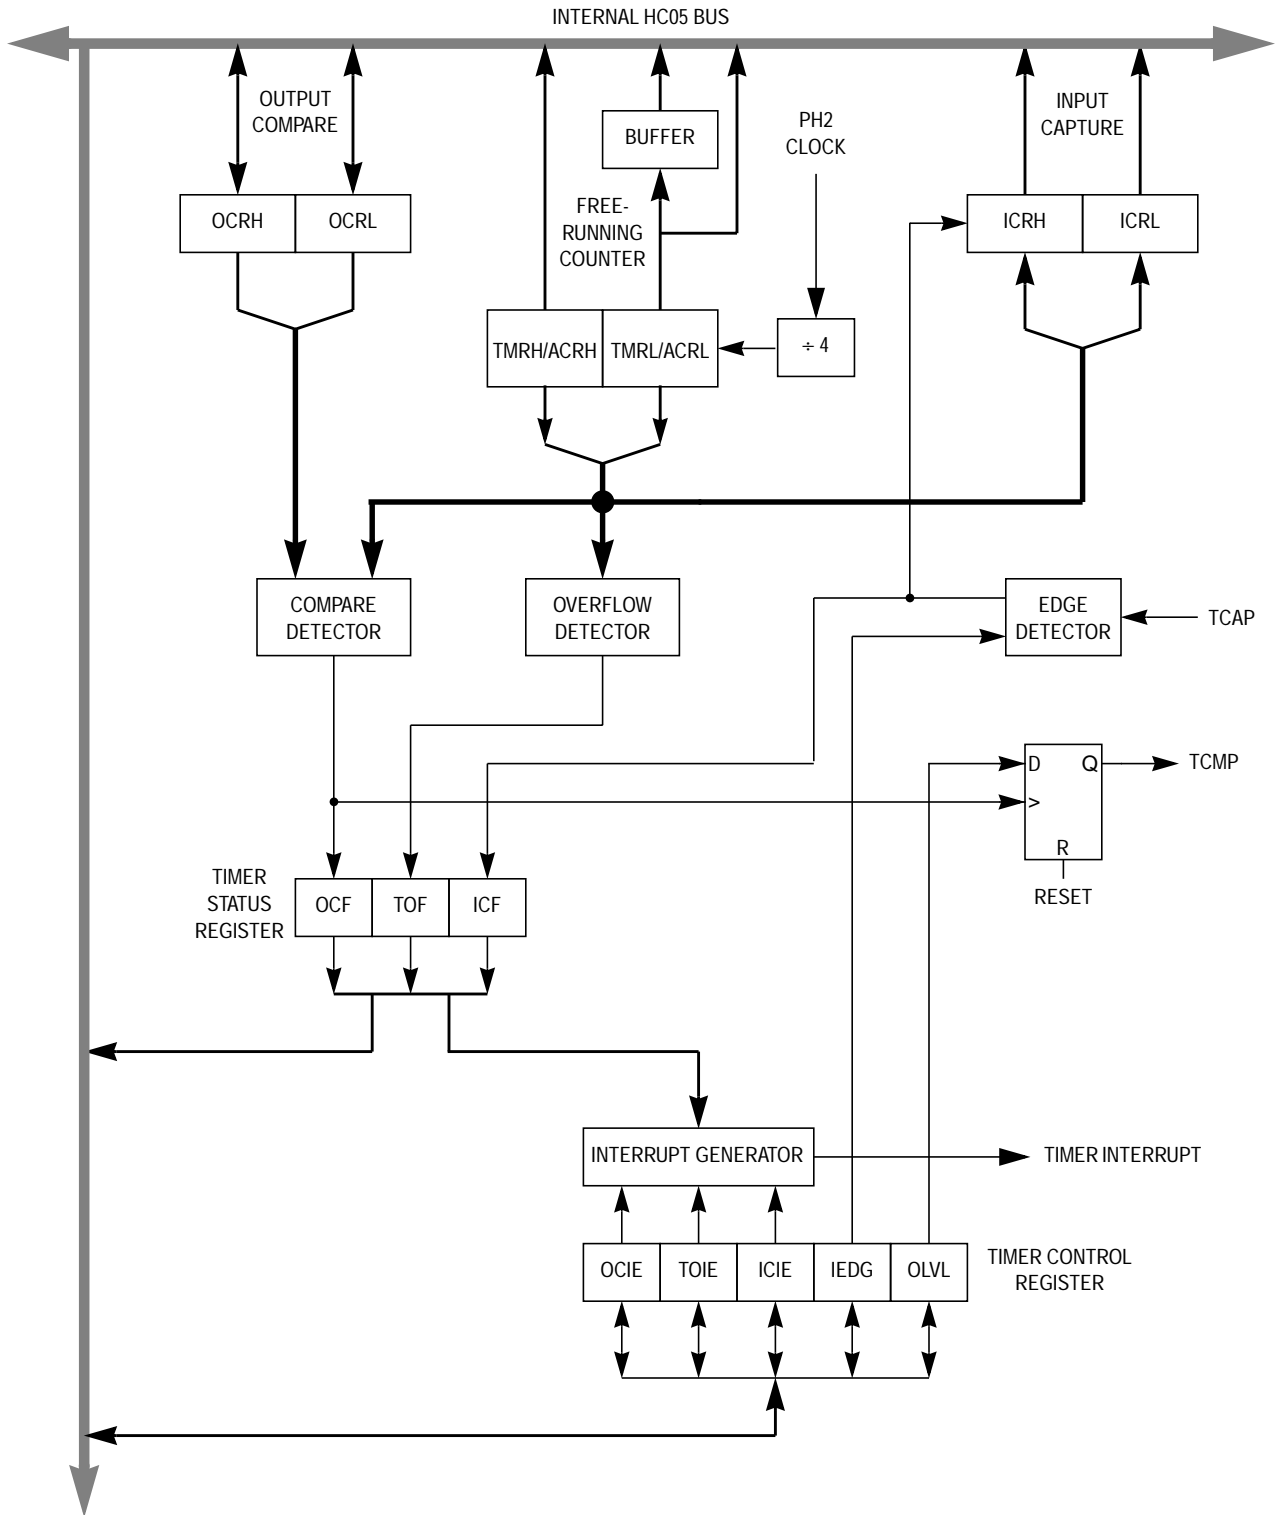 INTERNAL HC05 BUS
OUTPUT
COMPARE
BUFFER
PH2
CLOCK
INPUT
CAPTURE
OCRH
OCRL
FREE-
RUNNING
COUNTER
ICRH
ICRL
TMRH/ACRH
TMRL/ACRL
÷ 4
COMPARE
DETECTOR
OVERFLOW
DETECTOR
EDGE
DETECTOR
TCAP
D
Q
TCMP
>
R
RESET
TIMER
STATUS
REGISTER
OCF
TOF
ICF
INTERRUPT GENERATOR
TIMER INTERRUPT
OCIE
TOIE
ICIE
IEDG
OLVL
TIMER CONTROL
REGISTER